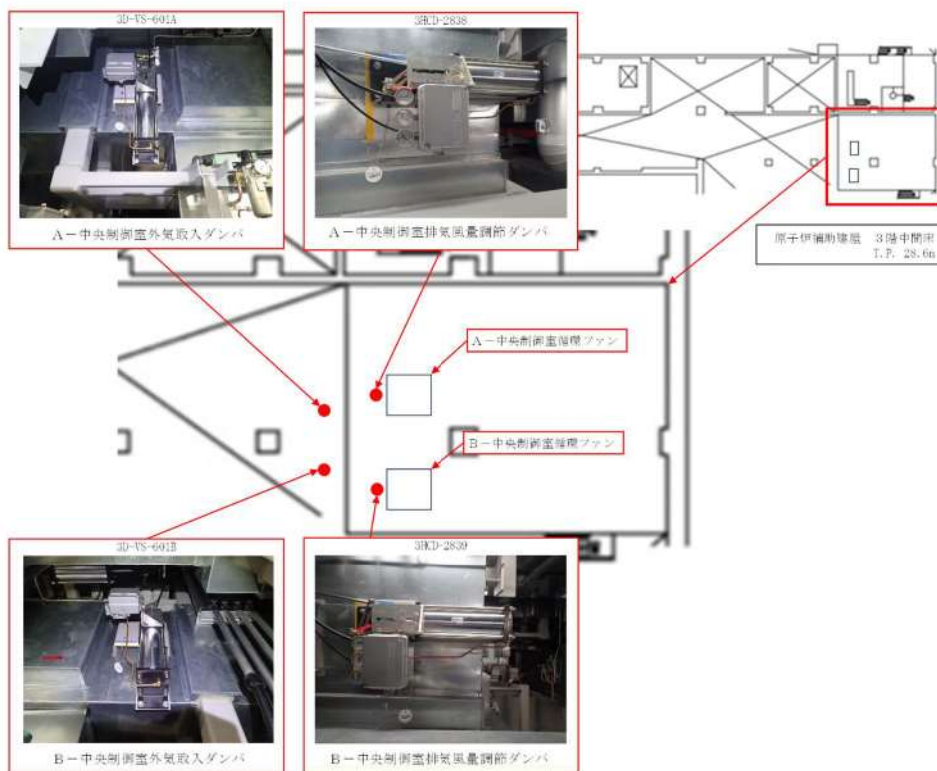 3D-VS-601A
A-中央制御室外気取入ダンパ
3HCD-2838
A-中央制御室排気風量調節ダンパ
原子炉補助建屋 3階中間床
T.P. 28.6m
A-中央制御室循環ファン
B-中央制御室循環ファン
3D-VS-601B
B-中央制御室外気取入ダンパ
3HCD-2839
B-中央制御室排気風量調節ダンパ